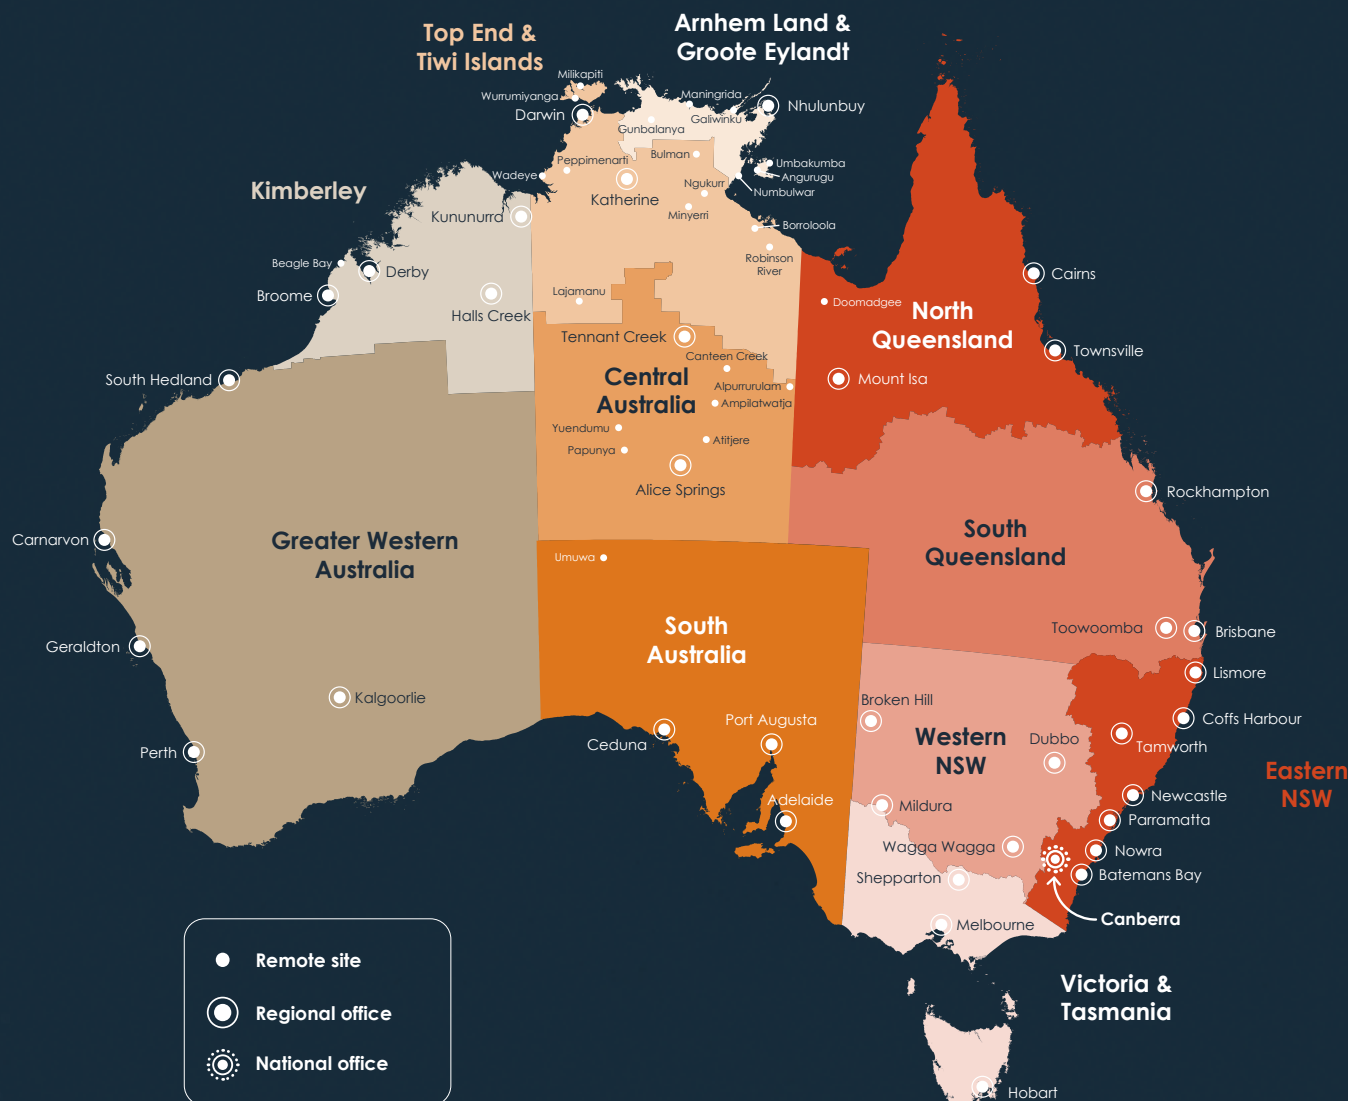 Arnhem Land &
Groote Eylandt
Top End &
Tiwi Islands
Milikapiti
Wurrumiyanga
Darwin
Maningrida
Nhulunbuy
Galiwinku
Gunbalanya
Bulman
Peppimenarti
Wadeye
Umbakumba
Angurugu
Numbulwar
Ngukurr
Katherine
Minyerri
Kimberley
Kununurra
Borroloola
Robinson
River
Beagle Bay
Derby
Broome
Halls Creek
Lajamanu
Cairns
Doomadgee
North
Queensland
Tennant Creek
Townsville
Canteen Creek
South Hedland
Central
Australia
Mount Isa
Alpurrurulam
Ampilatwatja
Yuendumu
Atitjere
Papunya
Alice Springs
Rockhampton
Carnarvon
Greater Western
Australia
South
Queensland
Umuwa
South
Australia
Toowoomba
Brisbane
Geraldton
Lismore
Kalgoorlie
Broken Hill
Port Augusta
Coffs Harbour
Ceduna
Western
NSW
Dubbo
Tamworth
Perth
Eastern
NSW
Adelaide
Mildura
Newcastle
Parramatta
Wagga Wagga
Nowra
Shepparton
Batemans Bay
Canberra
Melbourne
Remote site
Regional office
National office
Victoria &
Tasmania
Hobart